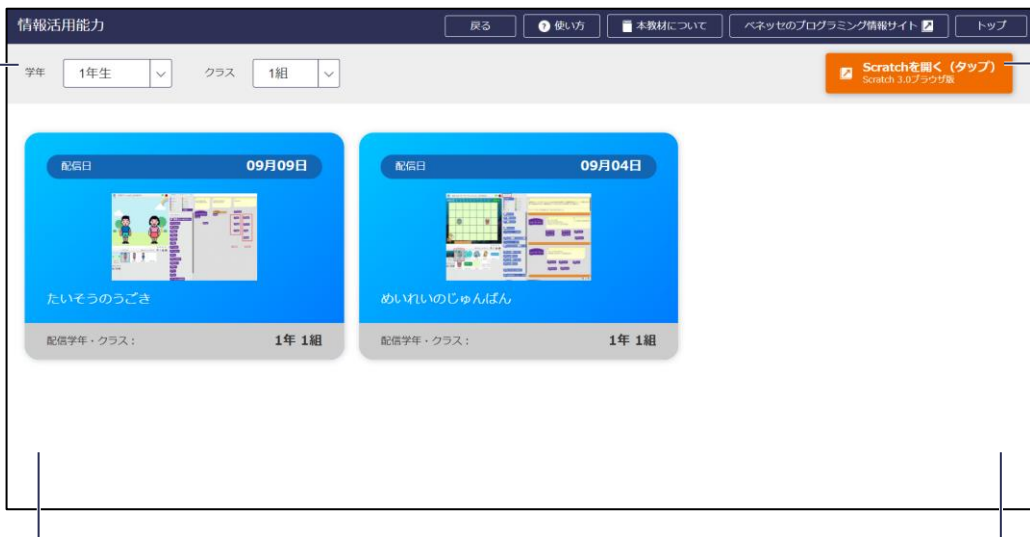 情報活用能力
戻る
使い方
本教材について
ベネッセのプログラミング情報サイト
トップ
学年 1年生 クラス 1組
Scratchを開く（タップ）
Scratch 3.0ブラウザ版
配信日 09月09日
たいそうのうごき
配信学年・クラス： 1年 1組
配信日 09月04日
めいれいのじゅんばん
配信学年・クラス： 1年 1組